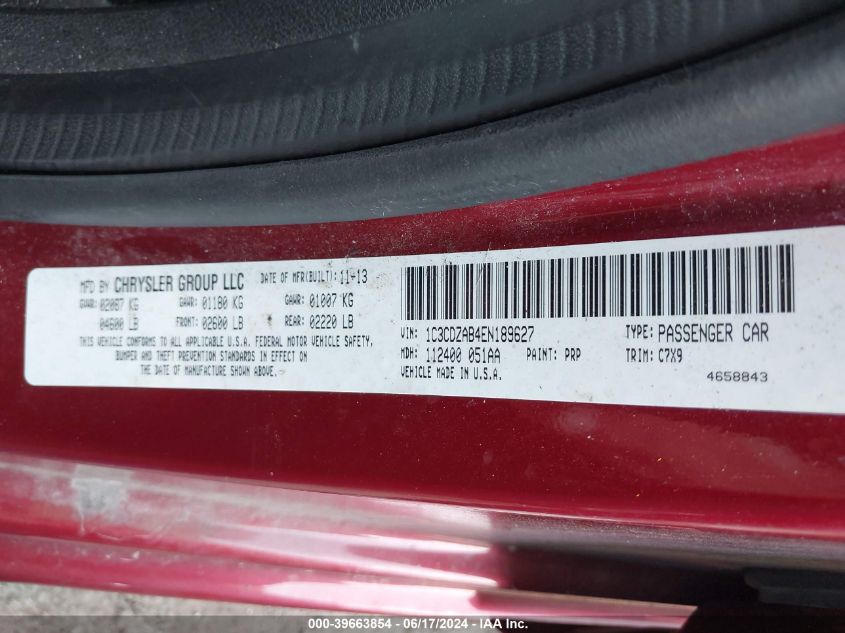 MFD BY CHRYSLER GROUP LLC DATE OF MFR(BUILT): 11-13
GVWR: 02087 KG GAWR: 01180 KG GAWR: 01007 KG
04600 LB FRONT: 02600 LB REAR: 02220 LB
THIS VEHICLE CONFORMS TO ALL APPLICABLE U.S.A. FEDERAL MOTOR VEHICLE SAFETY,
BUMPER AND THEFT PREVENTION STANDARDS IN EFFECT ON
THE DATE OF MANUFACTURE SHOWN ABOVE.
VIN: 1C3CDZAB4EN189627 TYPE: PASSENGER CAR
MDH: 112400 051AA PAINT: PRP TRIM: C7X9
VEHICLE MADE IN U.S.A. 4658843
000-39663854 - 06/17/2024 - IAA Inc.